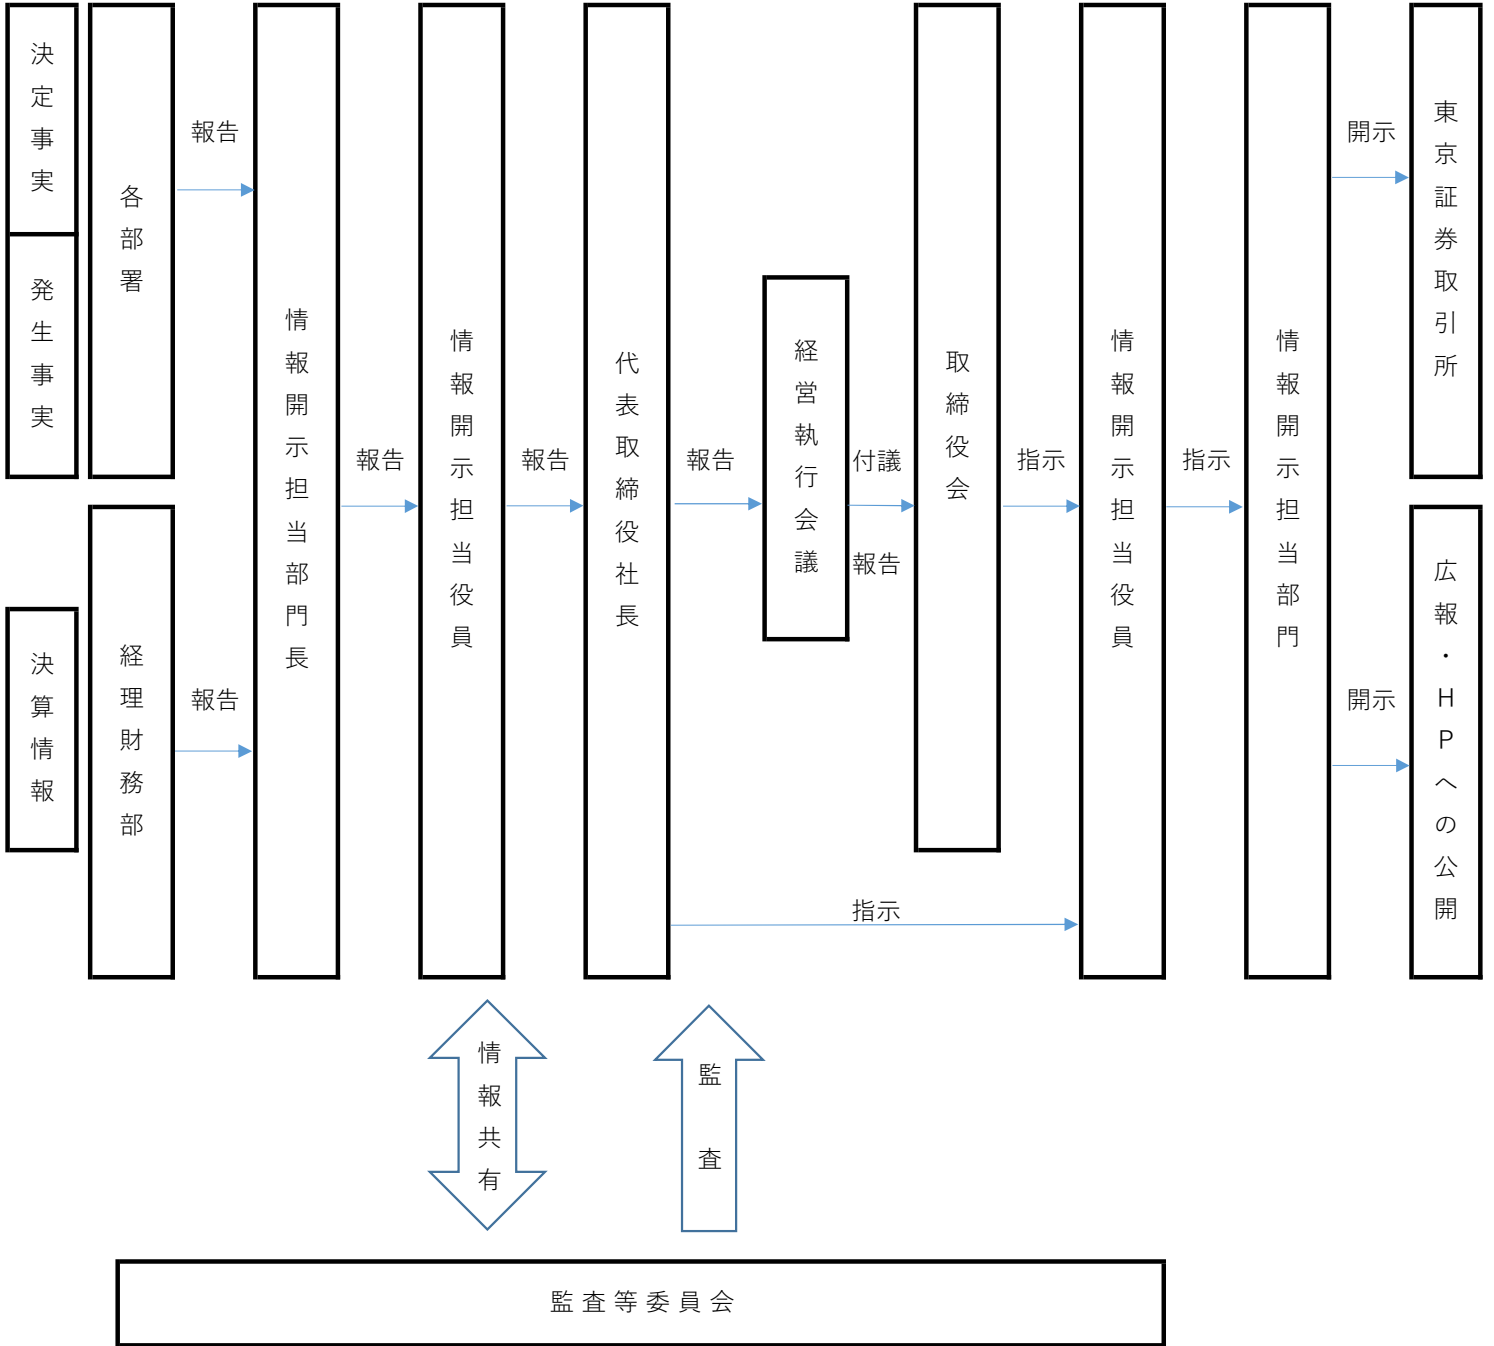 決定事実
発生事実
決算情報
各部署
経理財務部
報告
報告
情報開示担当部門長
報告
情報開示担当役員
報告
代表取締役社長
報告
経営執行会議
付議
報告
取締役会
指示
指示
情報開示担当役員
指示
情報開示担当部門
開示
開示
東京証券取引所
広報・HPへの公開
情報共有
監査
監査等委員会